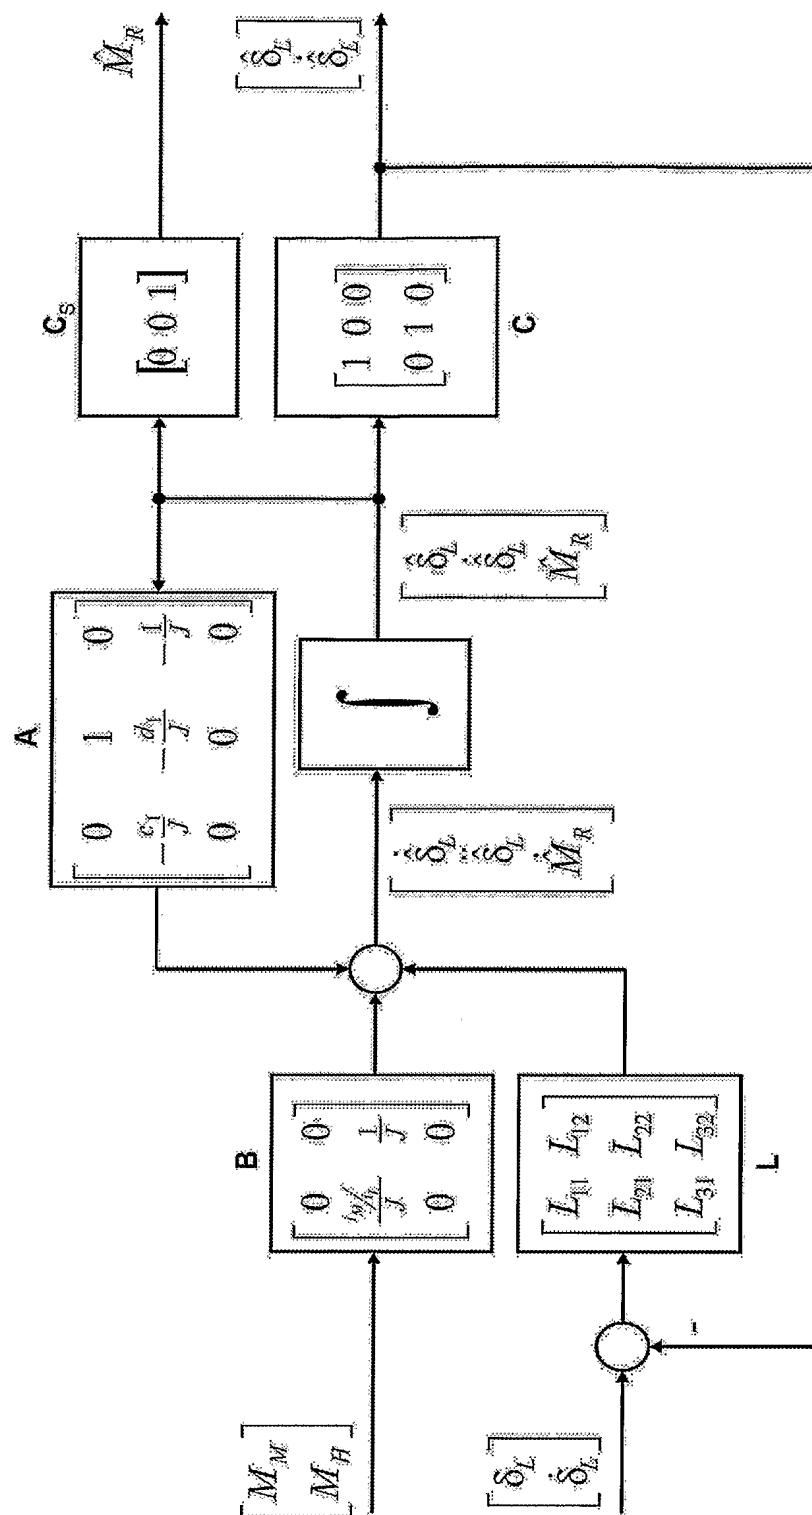 A
0 1 0
-c₁/J -d₁/J -1/J
0 0 0
C_S
[0 0 1]
M̂_R
B
0 0
1/J
0 0
[M_M
M_H]
∫
[δ̂̇_L
δ̂̈_L
M̂̇_R]
[δ̂_L
δ̂̇_L
M̂_R]
[1 0 0
0 1 0]
C
[δ̂_L
δ̂̇_L]
[δ_L
δ̇_L]
-
[L₁₁ L₁₂
L₂₁ L₂₂
L₃₁ L₃₂]
L